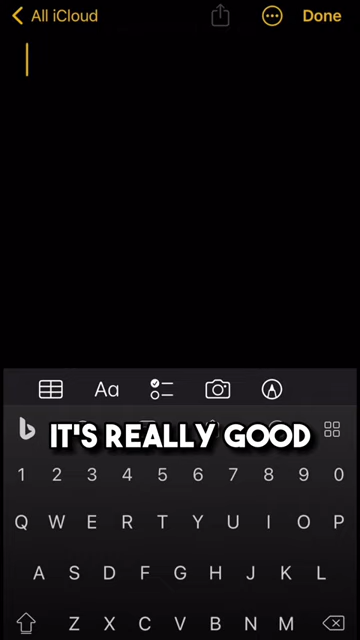 All iCloud
Done
Aa
IT'S REALLY GOOD
1 2 3 4 5 6 7 8 9 0
Q W E R T Y U I O P
A S D F G H J K L
Z X C V B N M